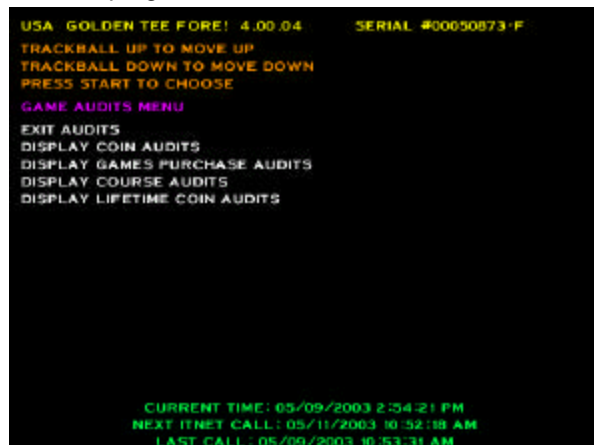 USA GOLDEN TEE FORE! 4.00.04 SERIAL #00050873-F
TRACKBALL UP TO MOVE UP
TRACKBALL DOWN TO MOVE DOWN
PRESS START TO CHOOSE
GAME AUDITS MENU
EXIT AUDITS
DISPLAY COIN AUDITS
DISPLAY GAMES PURCHASE AUDITS
DISPLAY COURSE AUDITS
DISPLAY LIFETIME COIN AUDITS
CURRENT TIME: 05/09/2003 2:54:21 PM
NEXT ITNET CALL: 05/11/2003 10:52:18 AM
LAST CALL: 05/09/2003 10:53:31 AM